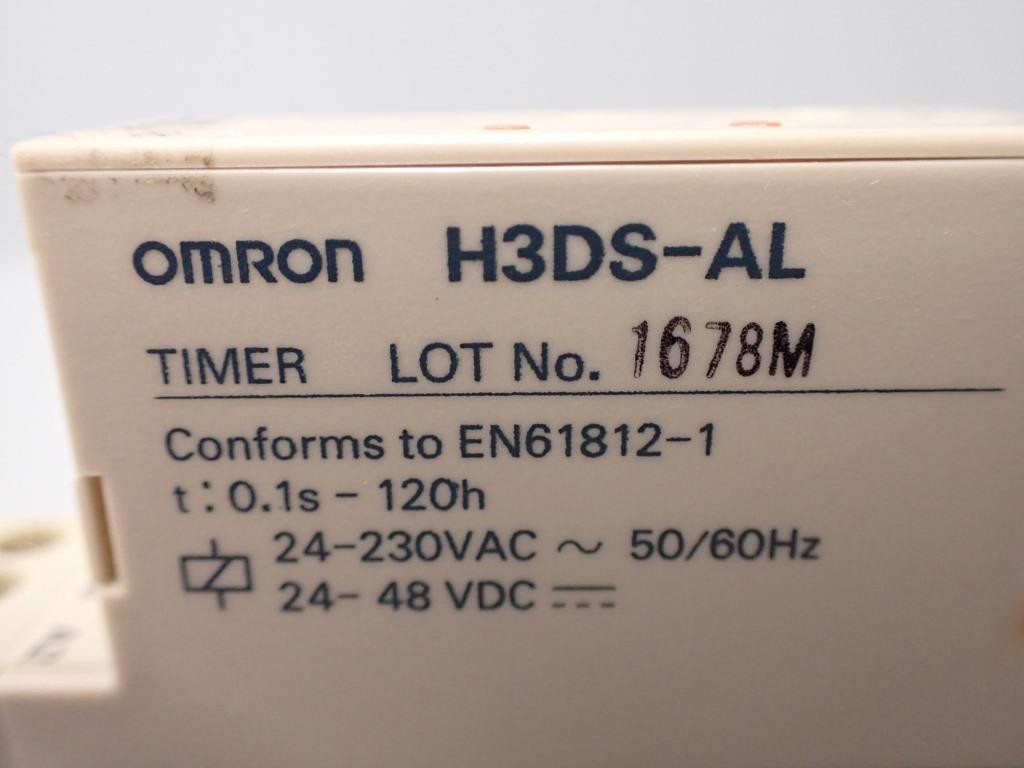 OMRON H3DS-AL
TIMER LOT No. 1678M
Conforms to EN61812-1
t: 0.1s - 120h
24-230VAC ~ 50/60Hz
24- 48 VDC ⎓